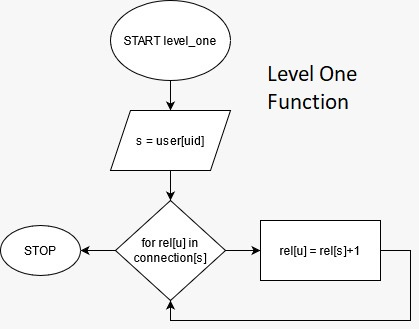 START level_one
Level One
Function
s = user[uid]
for rel[u] in
connection[s]
STOP
rel[u] = rel[s]+1